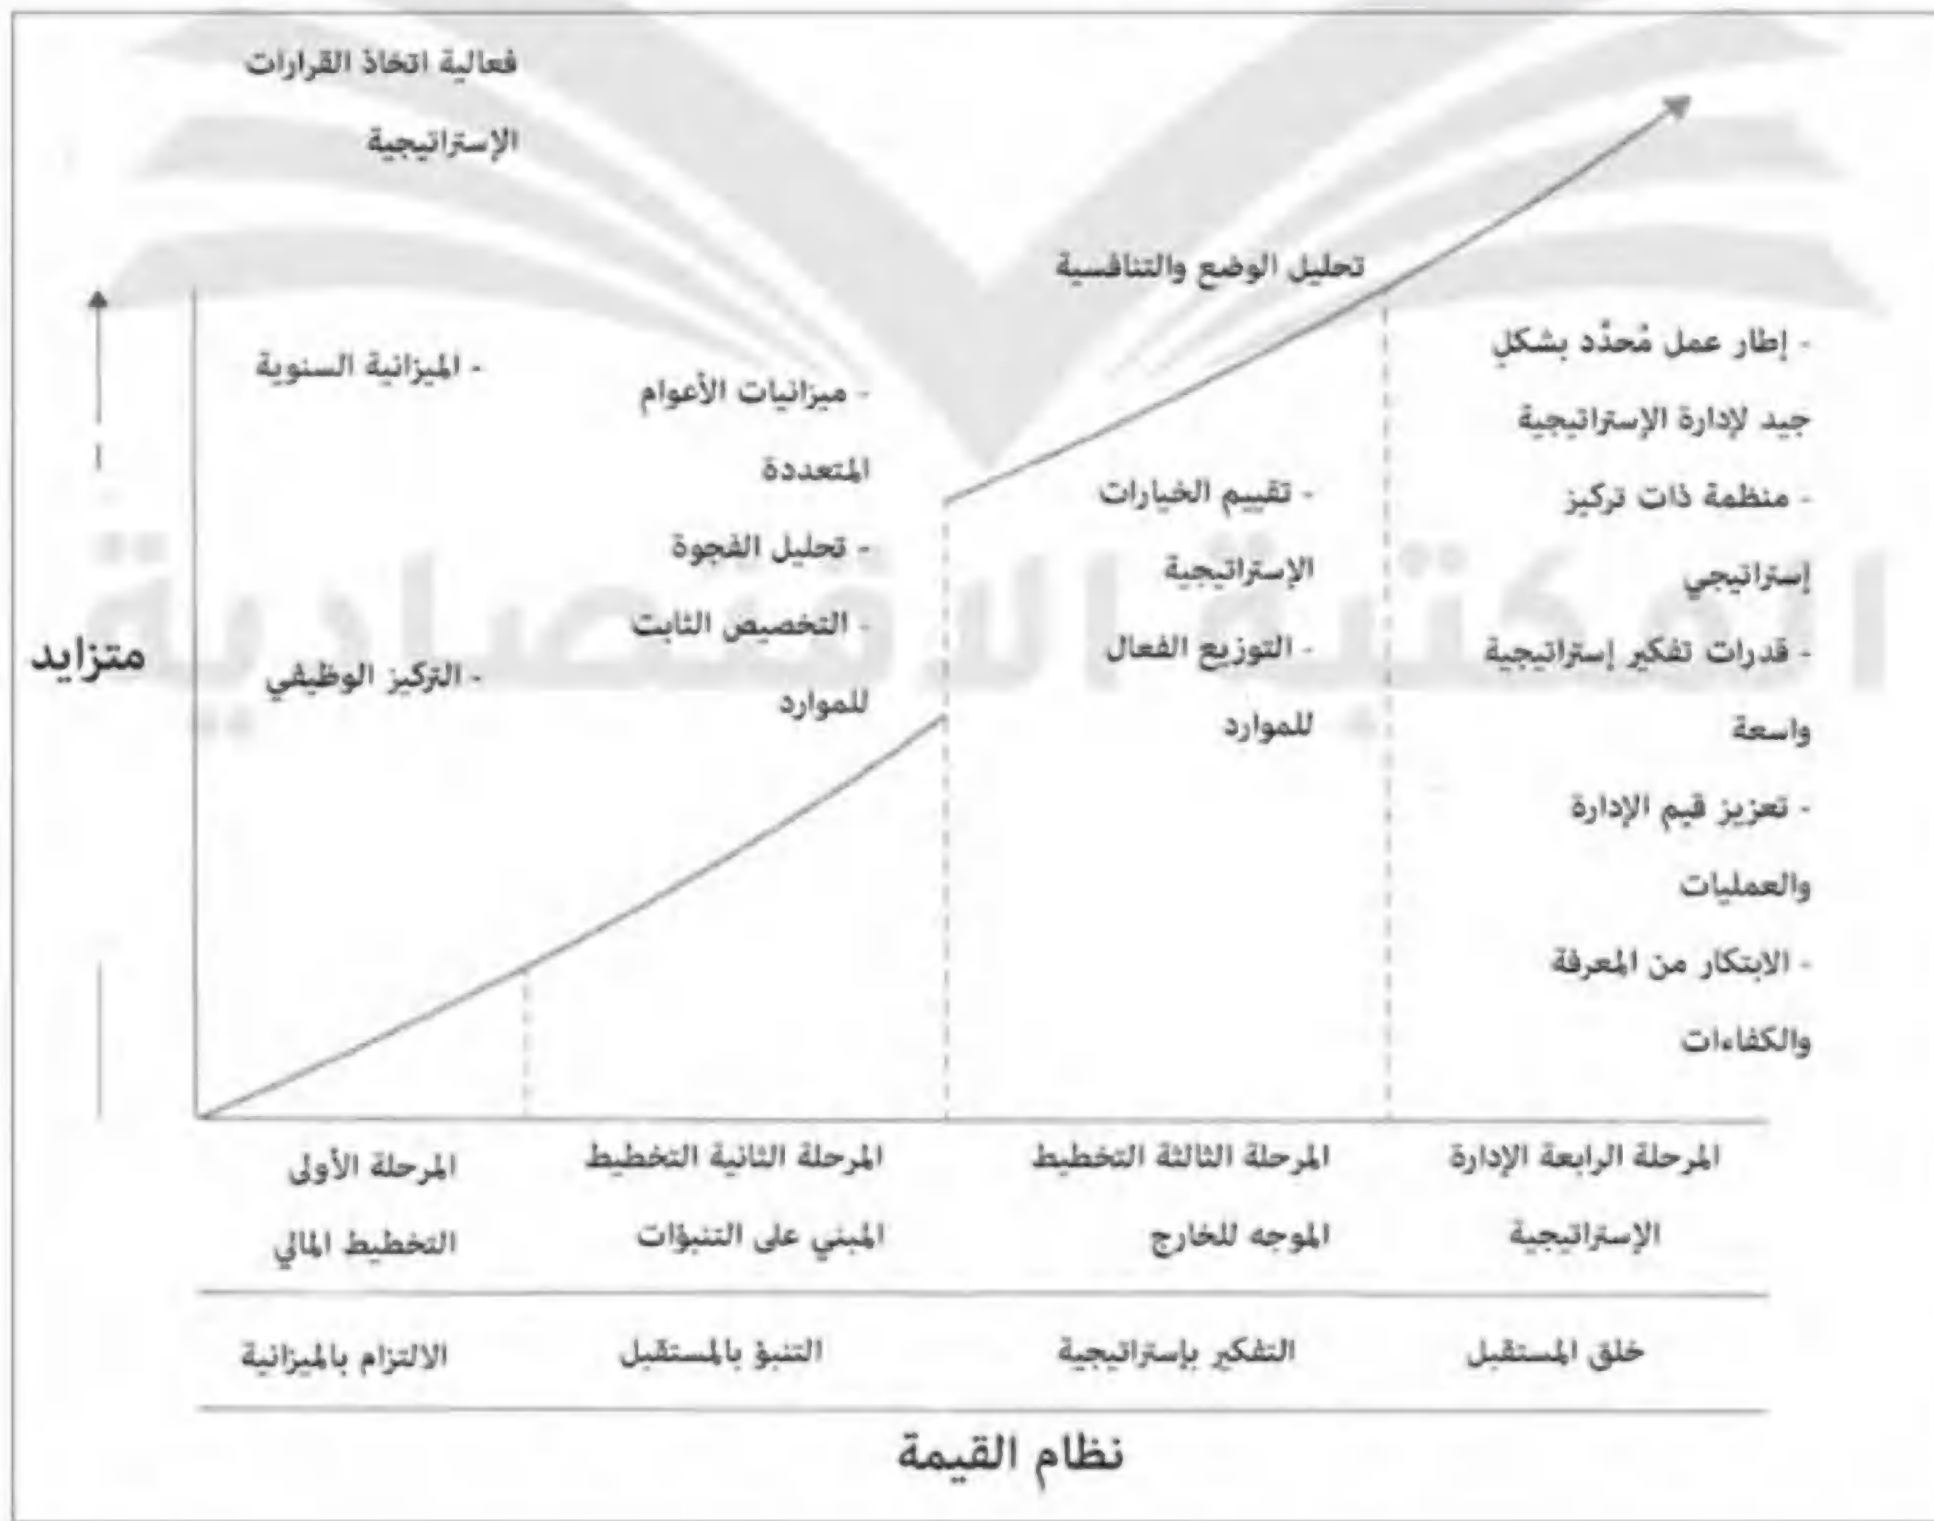 فعالية اتخاذ القرارات
الإستراتيجية
متزايد
- الميزانية السنوية
- التركيز الوظيفي
- ميزانيات الأعوام
المتعددة
- تحليل الفجوة
- التخصيص الثابت
للموارد
تحليل الوضع والتنافسية
- تقييم الخيارات
الإستراتيجية
- التوزيع الفعال
للموارد
- إطار عمل مُحدَّد بشكل
جيد لإدارة الإستراتيجية
- منظمة ذات تركيز
إستراتيجي
- قدرات تفكير إستراتيجية
واسعة
- تعزيز قيم الإدارة
والعمليات
- الابتكار من المعرفة
والكفاءات
المرحلة الأولى
التخطيط المالي
المرحلة الثانية التخطيط
المبني على التنبؤات
المرحلة الثالثة التخطيط
الموجه للخارج
المرحلة الرابعة الإدارة
الإستراتيجية
الالتزام بالميزانية
التنبؤ بالمستقبل
التفكير بإستراتيجية
خلق المستقبل
نظام القيمة
المكتبة الاقتصادية